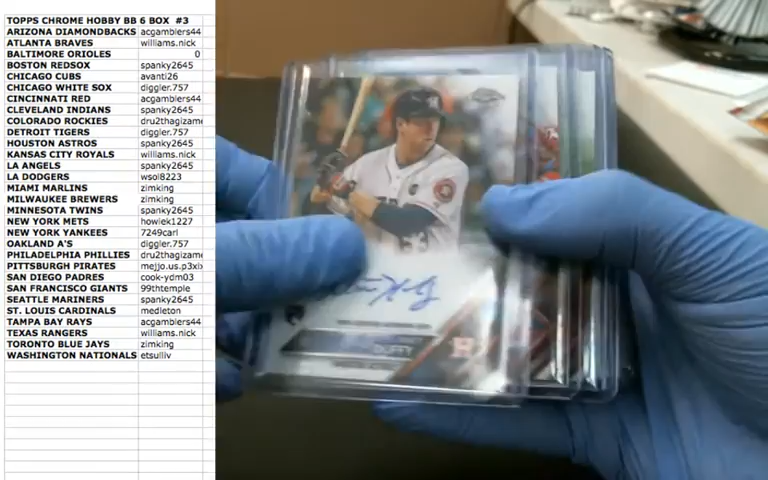 TOPPS CHROME HOBBY BB 6 BOX #3
ARIZONA DIAMONDBACKS acgamblers44
ATLANTA BRAVES williams.nick
BALTIMORE ORIOLES 0
BOSTON REDSOX spanky2645
CHICAGO CUBS avanti26
CHICAGO WHITE SOX diggler.757
CINCINNATI RED acgamblers44
CLEVELAND INDIANS spanky2645
COLORADO ROCKIES dru2thagizame
DETROIT TIGERS diggler.757
HOUSTON ASTROS spanky2645
KANSAS CITY ROYALS williams.nick
LA ANGELS spanky2645
LA DODGERS wsol8223
MIAMI MARLINS zimking
MILWAUKEE BREWERS zimking
MINNESOTA TWINS spanky2645
NEW YORK METS howiek1227
NEW YORK YANKEES 7249carl
OAKLAND A'S diggler.757
PHILADELPHIA PHILLIES dru2thagizame
PITTSBURGH PIRATES mejjo.us.p3xix
SAN DIEGO PADRES cook-ydm03
SAN FRANCISCO GIANTS 99thtemple
SEATTLE MARINERS spanky2645
ST. LOUIS CARDINALS medleton
TAMPA BAY RAYS acgamblers44
TEXAS RANGERS williams.nick
TORONTO BLUE JAYS zimking
WASHINGTON NATIONALS etsulliv
DUFFY
H